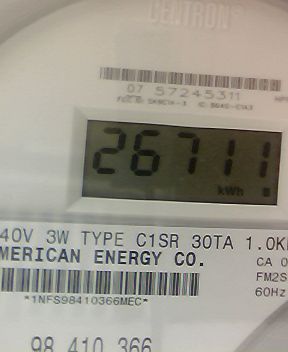 CENTRON®
07 57245311
26711
kWh
40V 3W TYPE C1SR 30TA 1.0K
MERICAN ENERGY CO.
CA 0
FM2S
60Hz
*1NFS98410366MEC*
98 410 366